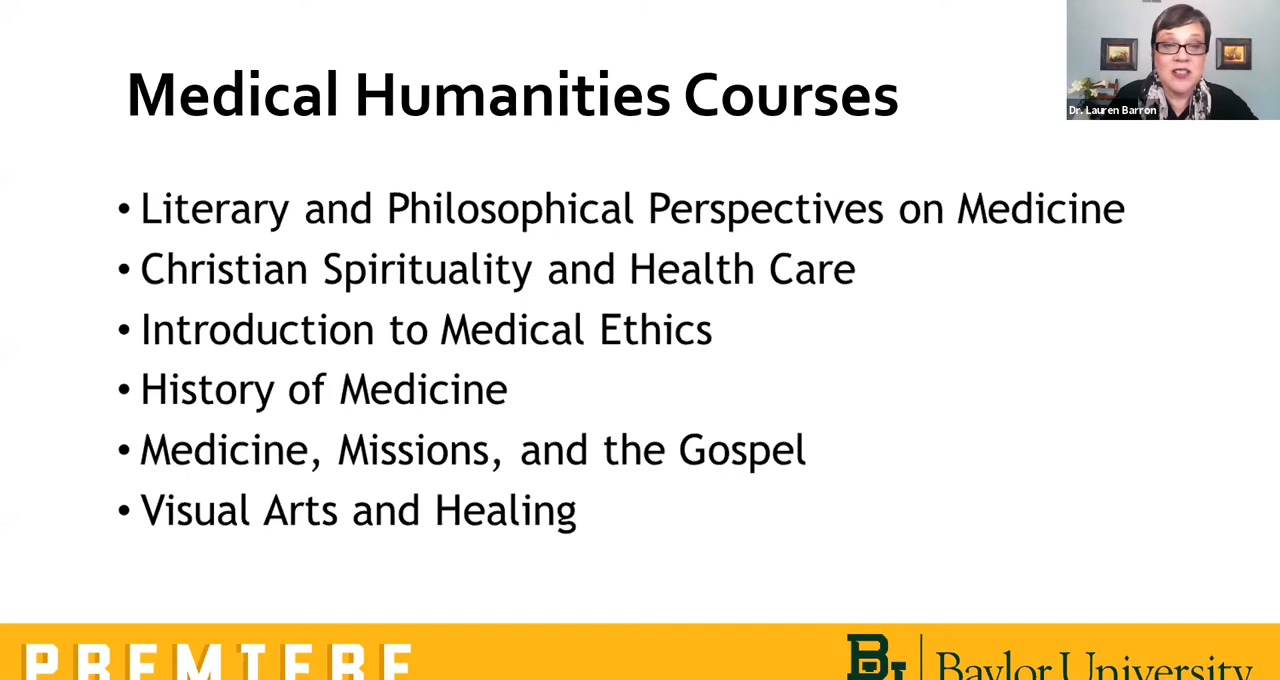 Medical Humanities Courses
Dr. Lauren Barron
• Literary and Philosophical Perspectives on Medicine
• Christian Spirituality and Health Care
• Introduction to Medical Ethics
• History of Medicine
• Medicine, Missions, and the Gospel
• Visual Arts and Healing
PREMIERE
BU
Baylor University